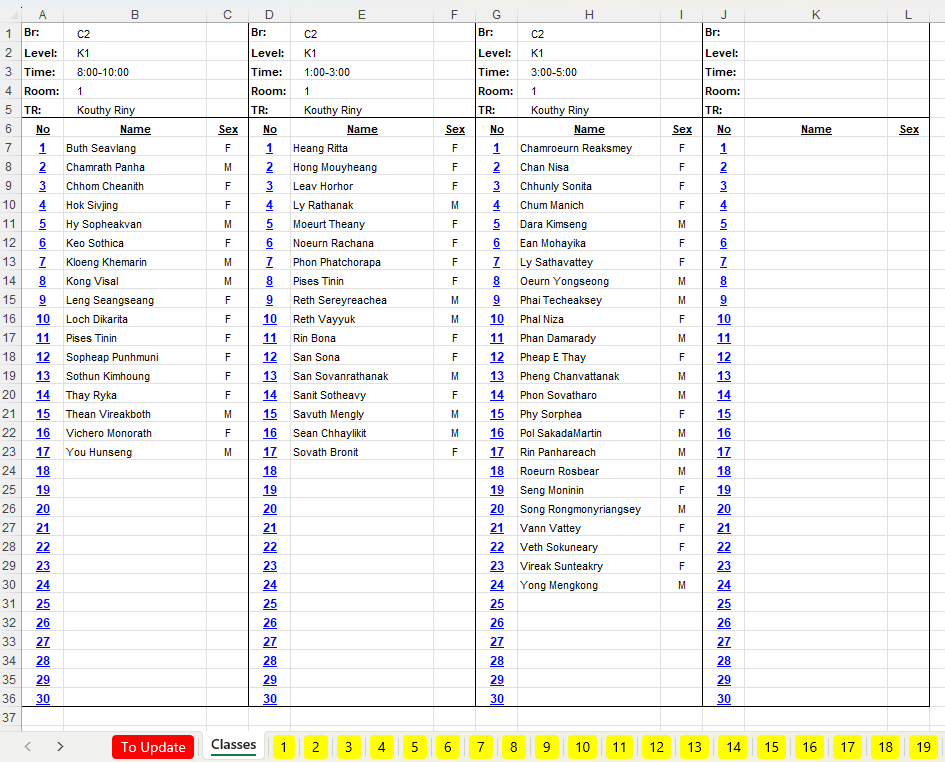 A B C D E F G H I J K L
1 Br: C2 Br: C2 Br: C2 Br:
2 Level: K1 Level: K1 Level: K1 Level:
3 Time: 8:00-10:00 Time: 1:00-3:00 Time: 3:00-5:00 Time:
4 Room: 1 Room: 1 Room: 1 Room:
5 TR: Kouthy Riny TR: Kouthy Riny TR: Kouthy Riny TR:
6 No Name Sex No Name Sex No Name Sex No Name Sex
7 1 Buth Seavlang F 1 Heang Ritta F 1 Chamroeurn Reaksmey F 1
8 2 Chamrath Panha M 2 Hong Mouyheang F 2 Chan Nisa F 2
9 3 Chhom Cheanith F 3 Leav Horhor F 3 Chhunly Sonita F 3
10 4 Hok Sivjing F 4 Ly Rathanak M 4 Chum Manich F 4
11 5 Hy Sopheakvan M 5 Moeurt Theany F 5 Dara Kimseng M 5
12 6 Keo Sothica F 6 Noeurn Rachana F 6 Ean Mohayika F 6
13 7 Kloeng Khemarin M 7 Phon Phatchorapa F 7 Ly Sathavattey F 7
14 8 Kong Visal M 8 Pises Tinin F 8 Oeurn Yongseong M 8
15 9 Leng Seangseang F 9 Reth Sereyreachea M 9 Phai Techeaksey M 9
16 10 Loch Dikarita F 10 Reth Vayyuk M 10 Phal Niza F 10
17 11 Pises Tinin F 11 Rin Bona F 11 Phan Damarady M 11
18 12 Sopheap Punhmuni F 12 San Sona F 12 Pheap E Thay F 12
19 13 Sothun Kimhoung F 13 San Sovanrathanak M 13 Pheng Chanvattanak M 13
20 14 Thay Ryka F 14 Sanit Sotheavy F 14 Phon Sovatharo M 14
21 15 Thean Vireakboth M 15 Savuth Mengly M 15 Phy Sorphea F 15
22 16 Vichero Monorath F 16 Sean Chhaylikit M 16 Pol SakadaMartin M 16
23 17 You Hunseng M 17 Sovath Bronit F 17 Rin Panhareach M 17
24 18 18 18 Roeurn Rosbear M 18
25 19 19 19 Seng Moninin F 19
26 20 20 20 Song Rongmonyriangsey M 20
27 21 21 21 Vann Vattey F 21
28 22 22 22 Veth Sokuneary F 22
29 23 23 23 Vireak Sunteakry F 23
30 24 24 24 Yong Mengkong M 24
31 25 25 25 25
32 26 26 26 26
33 27 27 27 27
34 28 28 28 28
35 29 29 29 29
36 30 30 30 30
37
To Update Classes 1 2 3 4 5 6 7 8 9 10 11 12 13 14 15 16 17 18 19